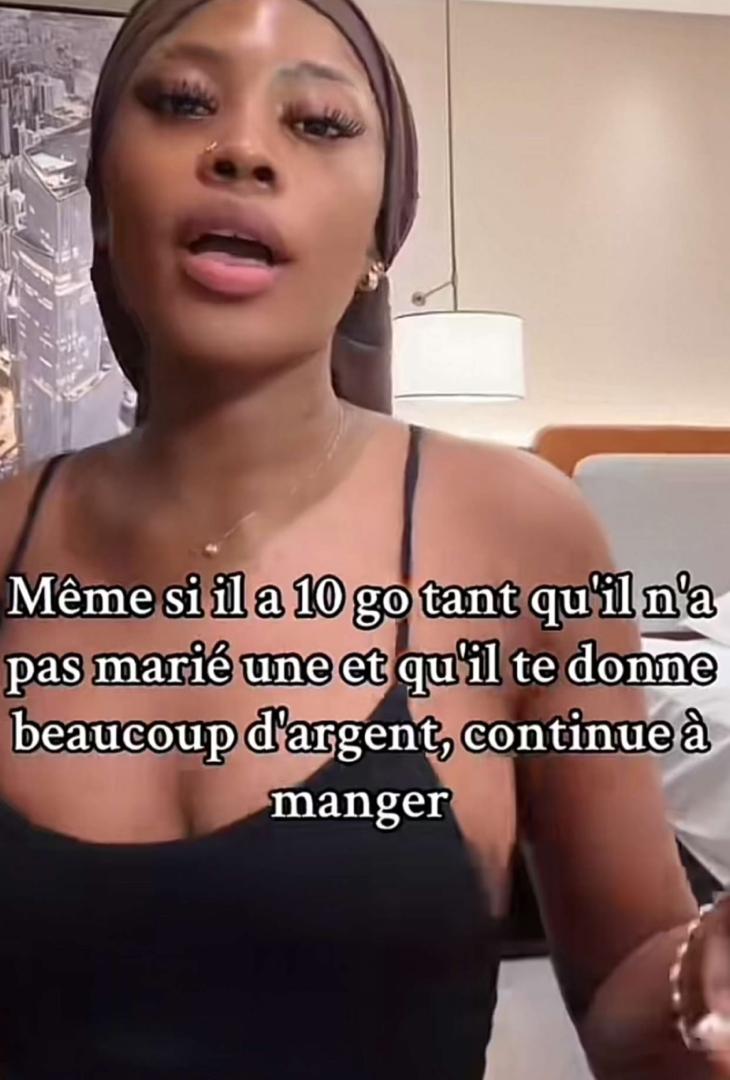 Même si il a 10 go tant qu'il n'a
pas marié une et qu'il te donne
beaucoup d'argent, continue à
manger